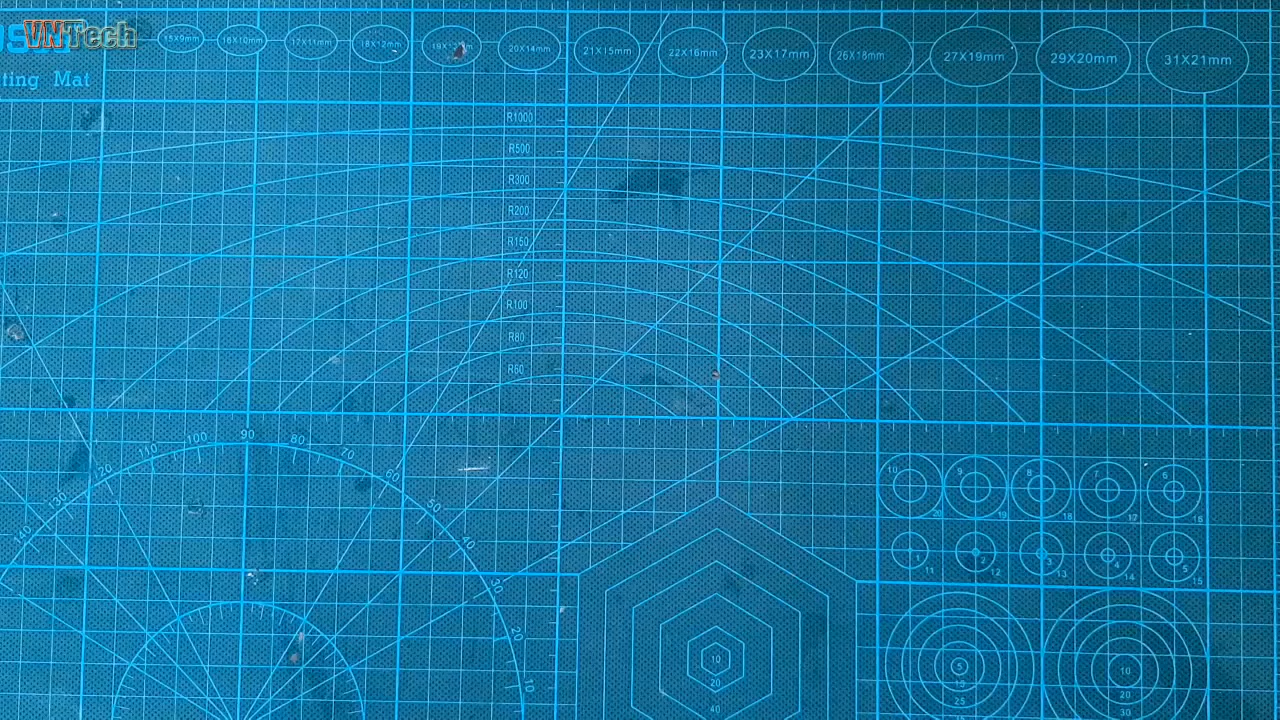 VNTech
15X9mm 16X10mm 17X11mm 18X12mm 20X14mm 21X15mm 22X16mm 23X17mm 26X18mm 27X19mm 29X20mm 31X21mm
ting Mat
R1000
R500
R300
R200
R150
R120
R100
R80
R60
140 130 120 110 100 90 80 70 60 50 40 30 20 10
10 9 8 7 6
20 19 18 17 16
1 2 3 4 5
11 12 13 14 15
10
20
40
5
15
25
10
20
30